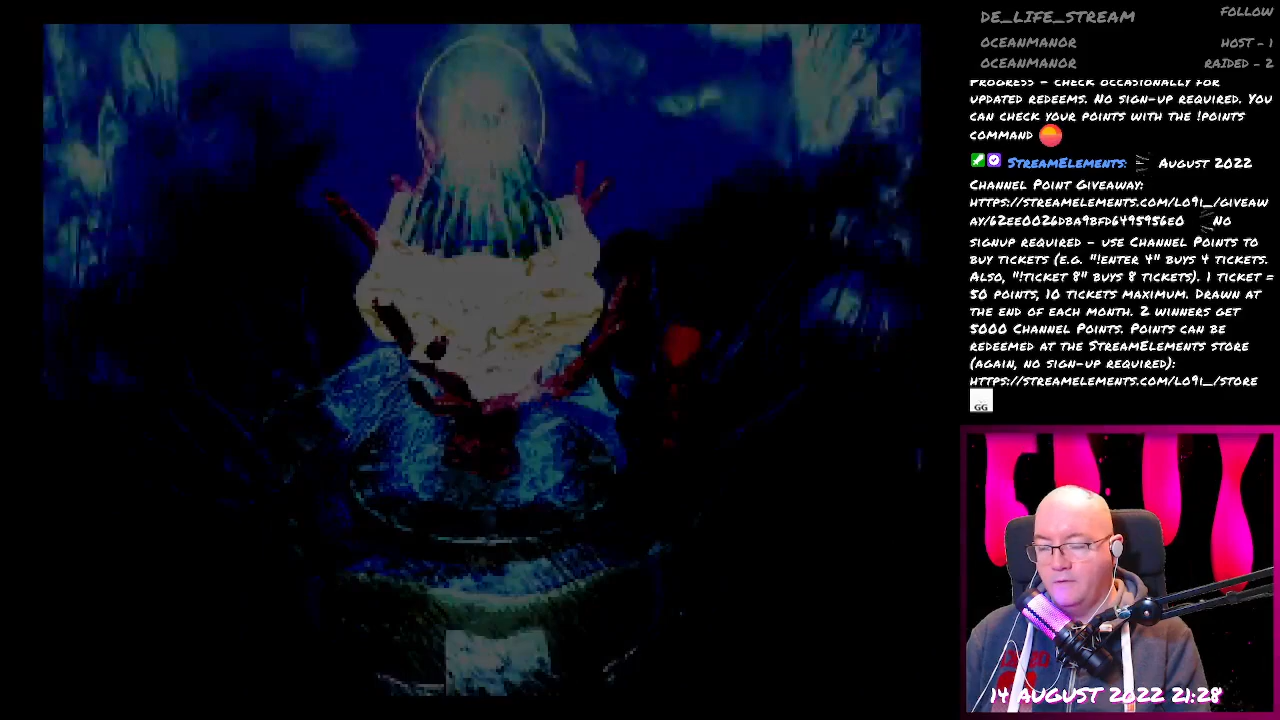 DE_LIFE_STREAM FOLLOW
OCEANMANOR HOST - 1
OCEANMANOR RAIDED - 2
PROGRESS - CHECK OCCASIONALLY FOR
UPDATED REDEEMS. NO SIGN-UP REQUIRED. YOU
CAN CHECK YOUR POINTS WITH THE !POINTS
COMMAND
STREAMELEMENTS: AUGUST 2022
CHANNEL POINT GIVEAWAY:
HTTPS://STREAMELEMENTS.COM/LO9I_/GIVEAW
AY/62EE0026DBA9BFD6495956E0 NO
SIGNUP REQUIRED - USE CHANNEL POINTS TO
BUY TICKETS (E.G. "!ENTER 4" BUYS 4 TICKETS.
ALSO, "!TICKET 8" BUYS 8 TICKETS). 1 TICKET =
50 POINTS, 10 TICKETS MAXIMUM. DRAWN AT
THE END OF EACH MONTH. 2 WINNERS GET
5000 CHANNEL POINTS. POINTS CAN BE
REDEEMED AT THE STREAMELEMENTS STORE
(AGAIN, NO SIGN-UP REQUIRED):
HTTPS://STREAMELEMENTS.COM/LO9I_/STORE
GG
14 AUGUST 2022 21:28